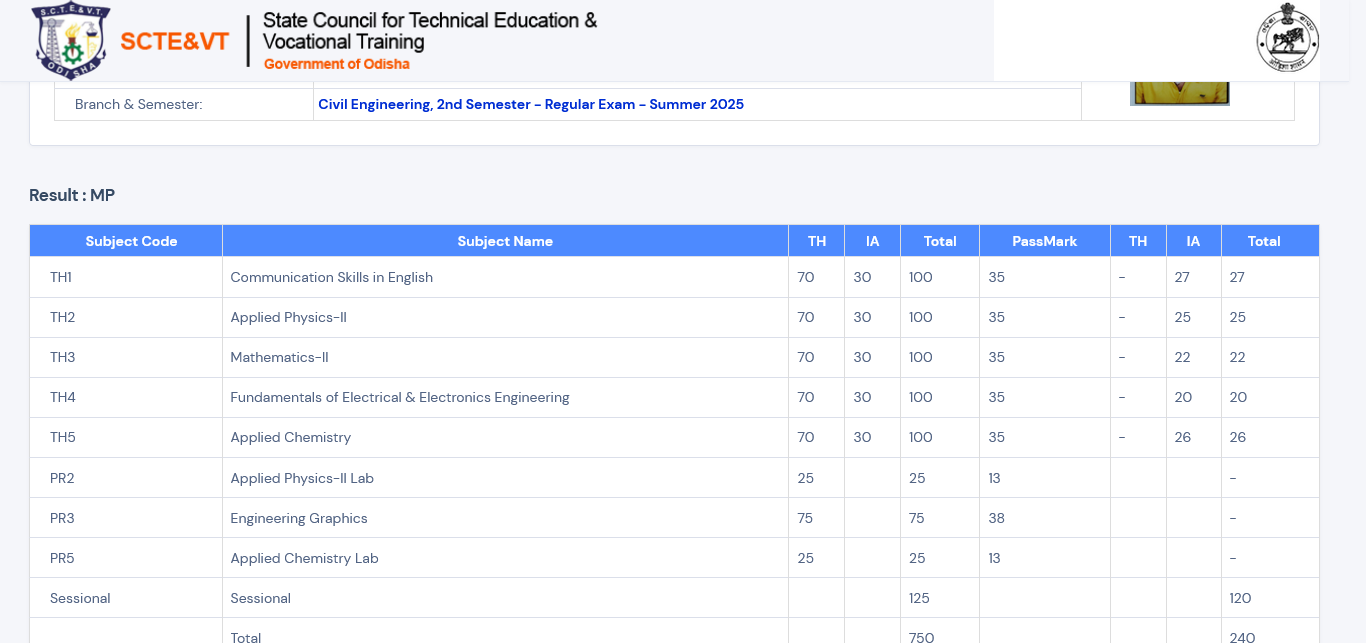 S.C.T.E.&V.T.
ODISHA
SCTE&VT
State Council for Technical Education &
Vocational Training
Government of Odisha
Branch & Semester: Civil Engineering, 2nd Semester - Regular Exam - Summer 2025
Result : MP
Subject Code Subject Name TH IA Total PassMark TH IA Total
TH1 Communication Skills in English 70 30 100 35 - 27 27
TH2 Applied Physics-II 70 30 100 35 - 25 25
TH3 Mathematics-II 70 30 100 35 - 22 22
TH4 Fundamentals of Electrical & Electronics Engineering 70 30 100 35 - 20 20
TH5 Applied Chemistry 70 30 100 35 - 26 26
PR2 Applied Physics-II Lab 25 25 13 -
PR3 Engineering Graphics 75 75 38 -
PR5 Applied Chemistry Lab 25 25 13 -
Sessional Sessional 125 120
Total 750 240